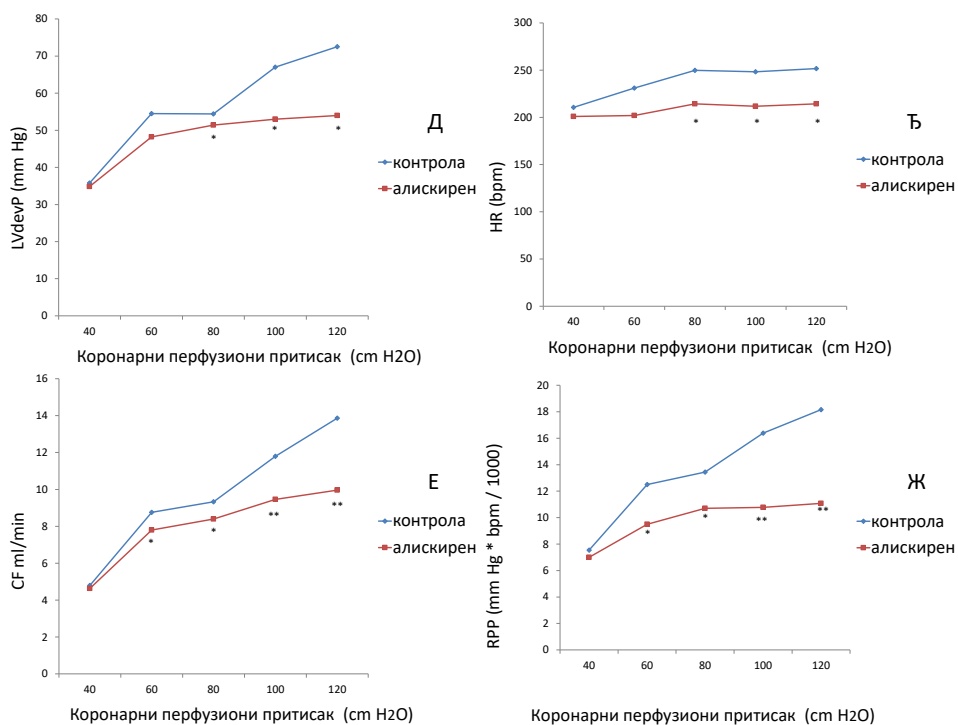 80
70
60
50
40
30
20
10
0
LVdevP (mm Hg)
40 60 80 100 120
Коронарни перфузиони притисак (cm H2O)
Д
контрола
алискирен
* * *
300
250
200
150
100
50
0
HR (bpm)
40 60 80 100 120
Коронарни перфузиони притисак (cm H2O)
Ђ
контрола
алискирен
* * *
16
14
12
10
8
6
4
2
0
CF ml/min
40 60 80 100 120
Коронарни перфузиони притисак (cm H2O)
Е
контрола
алискирен
* * ** **
20
18
16
14
12
10
8
6
4
2
0
RPP (mm Hg * bpm / 1000)
40 60 80 100 120
Коронарни перфузиони притисак (cm H2O)
Ж
контрола
алискирен
* * ** **